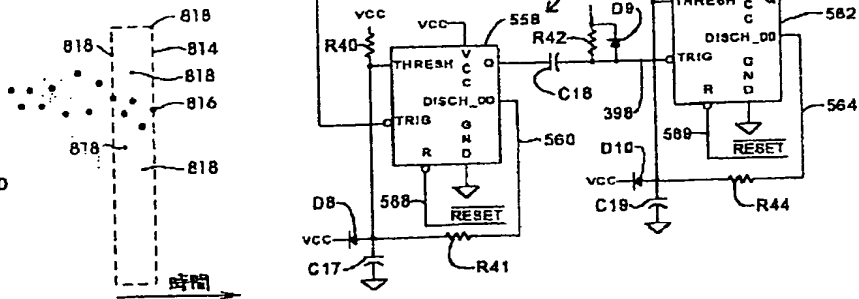 818
818
814
818
816
818
818
時間
VCC
R40
VCC
558
THRESH
V
C
C
Q
DISCH_OD
TRIG
G
N
D
R
560
588
RESET
D8
VCC
R41
C17
R42
D9
C18
398
THRESH
C
C
582
DISCH_OD
TRIG
G
N
D
R
564
589
RESET
D10
VCC
R44
C19